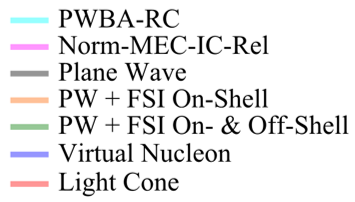 PWBA-RC
Norm-MEC-IC-Rel
Plane Wave
PW + FSI On-Shell
PW + FSI On- & Off-Shell
Virtual Nucleon
Light Cone